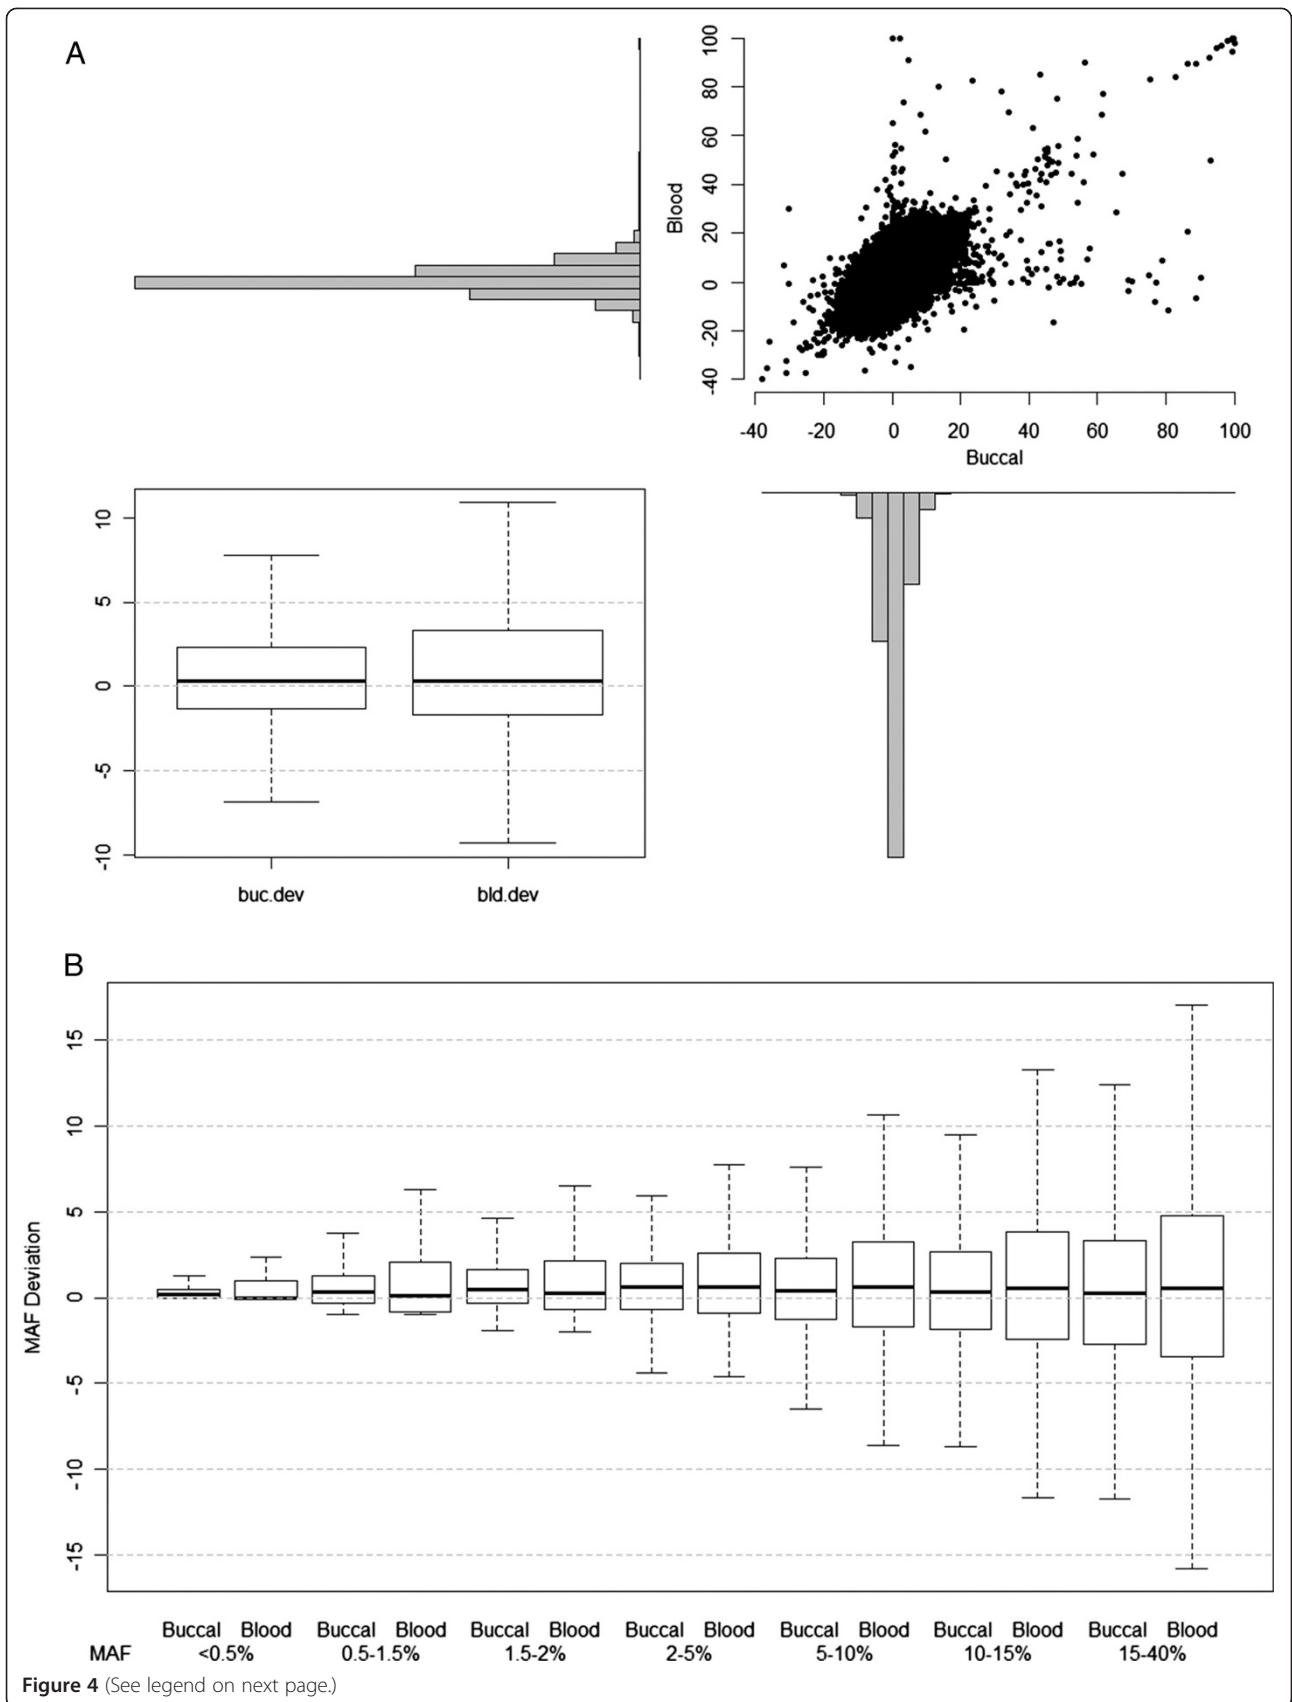 A
100
80
60
40
20
0
-20
-40
Blood
-40 -20 0 20 40 60 80 100
Buccal
10
5
0
-5
-10
buc.dev bld.dev
B
15
10
5
0
-5
-10
-15
MAF Deviation
Buccal Blood Buccal Blood Buccal Blood Buccal Blood Buccal Blood Buccal Blood Buccal Blood
MAF <0.5% 0.5-1.5% 1.5-2% 2-5% 5-10% 10-15% 15-40%
Figure 4 (See legend on next page.)